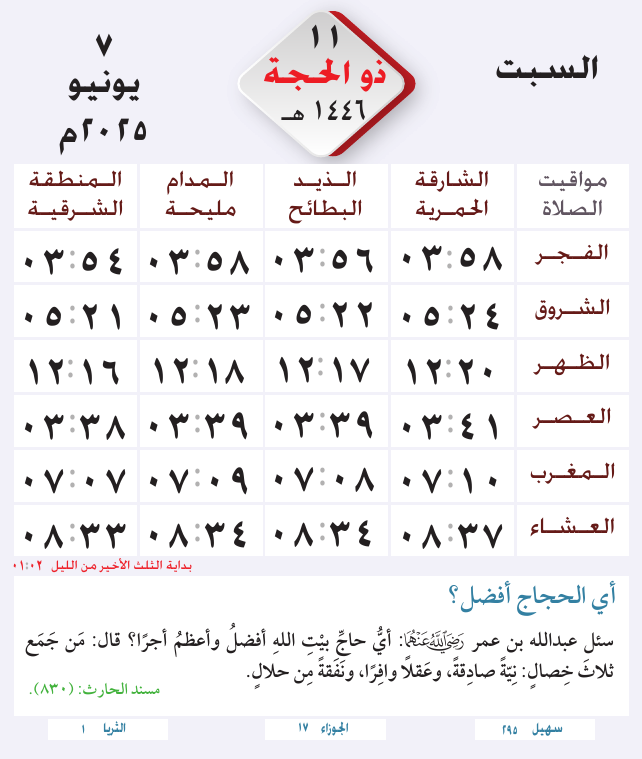 السبت
١١
ذو الحجة
١٤٤٦ هـ
٧
يونيو
٢٠٢٥م
مواقيت الصلاة الشارقة الحمرية الذيد البطائح المدام مليحة المنطقة الشرقية
الفجر ٠٣:٥٨ ٠٣:٥٦ ٠٣:٥٨ ٠٣:٥٤
الشروق ٠٥:٢٤ ٠٥:٢٢ ٠٥:٢٣ ٠٥:٢١
الظهر ١٢:٢٠ ١٢:١٧ ١٢:١٨ ١٢:١٦
العصر ٠٣:٤١ ٠٣:٣٩ ٠٣:٣٩ ٠٣:٣٨
المغرب ٠٧:١٠ ٠٧:٠٨ ٠٧:٠٩ ٠٧:٠٧
العشاء ٠٨:٣٧ ٠٨:٣٤ ٠٨:٣٤ ٠٨:٣٣
بداية الثلث الأخير من الليل ٠١:٠٢
أي الحجاج أفضل؟
سئل عبدالله بن عمر رَضِيَ اللَّهُ عَنْهُمَا: أيُّ حاجِّ بيْتِ اللهِ أفضلُ وأعظمُ أجرًا؟ قال: مَن جَمَع
ثلاثَ خِصالٍ: نِيّةً صادِقةً، وعَقلًا وافِرًا، ونَفَقةً مِن حلالٍ.
مسند الحارث: (٨٣٠).
سهيل ٢٩٥
الجوزاء ١٧
الثريا ١